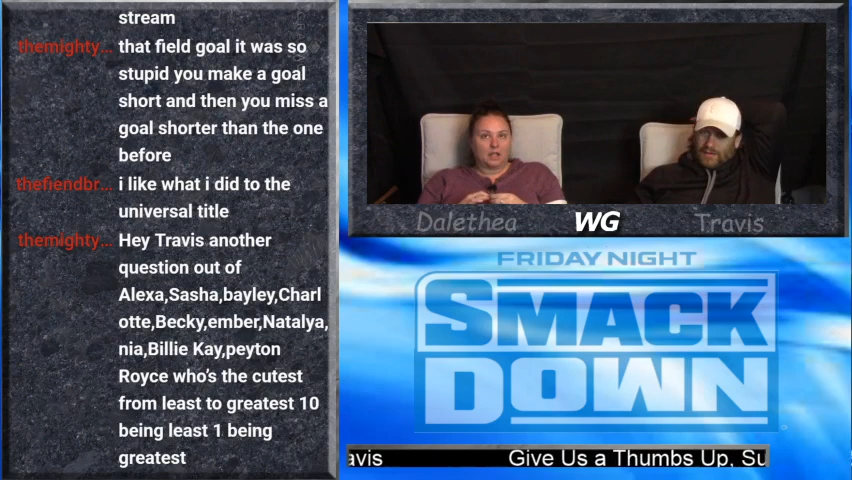 stream
themighty... that field goal it was so
stupid you make a goal
short and then you miss a
goal shorter than the one
before
thefiendbr... i like what i did to the
universal title
themighty... Hey Travis another
question out of
Alexa,Sasha,bayley,Charl
otte,Becky,ember,Natalya,
nia,Billie Kay,peyton
Royce who's the cutest
from least to greatest 10
being least 1 being
greatest
Dalethea WG Travis
FRIDAY NIGHT
SMACK
DOWN
avis Give Us a Thumbs Up, Su